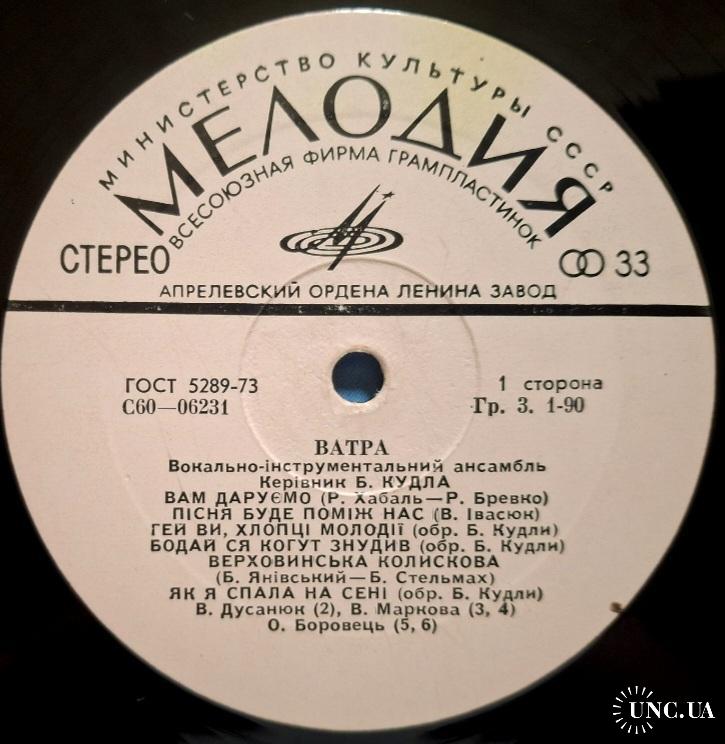 МИНИСТЕРСТВО КУЛЬТУРЫ СССР
МЕЛОДИЯ
ВСЕСОЮЗНАЯ ФИРМА ГРАМПЛАСТИНОК
СТЕРЕО
33
АПРЕЛЕВСКИЙ ОРДЕНА ЛЕНИНА ЗАВОД
ГОСТ 5289-73
1 сторона
С60—06231
Гр. 3. 1-90
ВАТРА
Вокально-інструментальний ансамбль
Керівник Б. КУДЛА
ВАМ ДАРУЄМО (Р. Хабаль—Р. Бревко)
ПІСНЯ БУДЕ ПОМІЖ НАС (В. Івасюк)
ГЕЙ ВИ, ХЛОПЦІ МОЛОДІЇ (обр. Б. Кудли)
БОДАЙ СЯ КОГУТ ЗНУДИВ (обр. Б. Кудли)
ВЕРХОВИНСЬКА КОЛИСКОВА
(Б. Янівський—Б. Стельмах)
ЯК Я СПАЛА НА СЕНІ (обр. Б. Кудли)
В. Дусанюк (2), В. Маркова (3, 4)
О. Боровець (5, 6)
UNC.UA